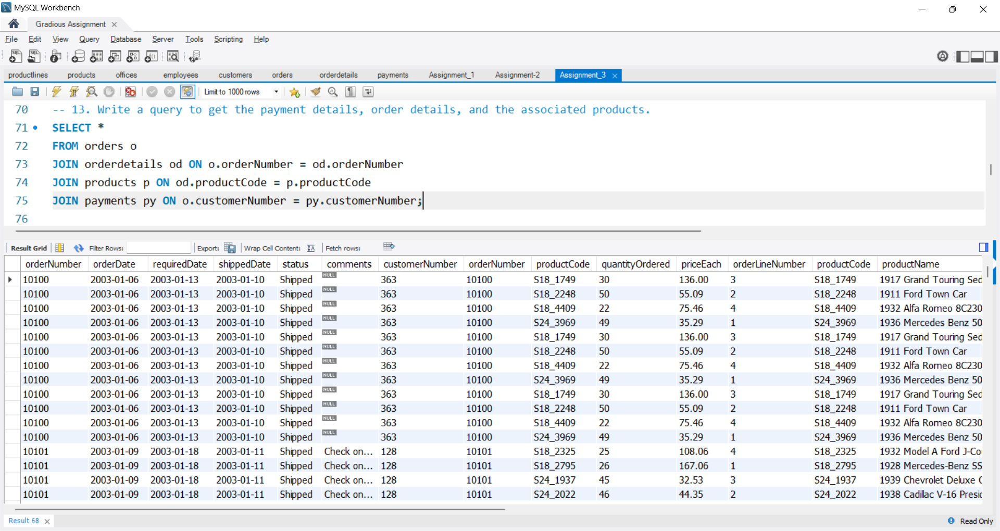 MySQL Workbench
Gradious Assignment
File Edit View Query Database Server Tools Scripting Help
productlines products offices employees customers orders orderdetails payments Assignment_1 Assignment-2 Assignment_3
Limit to 1000 rows
70 -- 13. Write a query to get the payment details, order details, and the associated products.
71 SELECT *
72 FROM orders o
73 JOIN orderdetails od ON o.orderNumber = od.orderNumber
74 JOIN products p ON od.productCode = p.productCode
75 JOIN payments py ON o.customerNumber = py.customerNumber;
76
Result Grid Filter Rows: Export: Wrap Cell Content: Fetch rows:
orderNumber orderDate requiredDate shippedDate status comments customerNumber orderNumber productCode quantityOrdered priceEach orderLineNumber productCode productName
10100 2003-01-06 2003-01-13 2003-01-10 Shipped NULL 363 10100 S18_1749 30 136.00 3 S18_1749 1917 Grand Touring Sed
10100 2003-01-06 2003-01-13 2003-01-10 Shipped NULL 363 10100 S18_2248 50 55.09 2 S18_2248 1911 Ford Town Car
10100 2003-01-06 2003-01-13 2003-01-10 Shipped NULL 363 10100 S18_4409 22 75.46 4 S18_4409 1932 Alfa Romeo 8C230
10100 2003-01-06 2003-01-13 2003-01-10 Shipped NULL 363 10100 S24_3969 49 35.29 1 S24_3969 1936 Mercedes Benz 50
10100 2003-01-06 2003-01-13 2003-01-10 Shipped NULL 363 10100 S18_1749 30 136.00 3 S18_1749 1917 Grand Touring Sed
10100 2003-01-06 2003-01-13 2003-01-10 Shipped NULL 363 10100 S18_2248 50 55.09 2 S18_2248 1911 Ford Town Car
10100 2003-01-06 2003-01-13 2003-01-10 Shipped NULL 363 10100 S18_4409 22 75.46 4 S18_4409 1932 Alfa Romeo 8C230
10100 2003-01-06 2003-01-13 2003-01-10 Shipped NULL 363 10100 S24_3969 49 35.29 1 S24_3969 1936 Mercedes Benz 50
10100 2003-01-06 2003-01-13 2003-01-10 Shipped NULL 363 10100 S18_1749 30 136.00 3 S18_1749 1917 Grand Touring Sed
10100 2003-01-06 2003-01-13 2003-01-10 Shipped NULL 363 10100 S18_2248 50 55.09 2 S18_2248 1911 Ford Town Car
10100 2003-01-06 2003-01-13 2003-01-10 Shipped NULL 363 10100 S18_4409 22 75.46 4 S18_4409 1932 Alfa Romeo 8C230
10100 2003-01-06 2003-01-13 2003-01-10 Shipped NULL 363 10100 S24_3969 49 35.29 1 S24_3969 1936 Mercedes Benz 50
10101 2003-01-09 2003-01-18 2003-01-11 Shipped Check on... 128 10101 S18_2325 25 108.06 4 S18_2325 1932 Model A Ford J-Co
10101 2003-01-09 2003-01-18 2003-01-11 Shipped Check on... 128 10101 S18_2795 26 167.06 1 S18_2795 1928 Mercedes-Benz SS
10101 2003-01-09 2003-01-18 2003-01-11 Shipped Check on... 128 10101 S24_1937 45 32.53 3 S24_1937 1939 Chevrolet Deluxe C
10101 2003-01-09 2003-01-18 2003-01-11 Shipped Check on... 128 10101 S24_2022 46 44.35 2 S24_2022 1938 Cadillac V-16 Presid
Result 68
Read Only